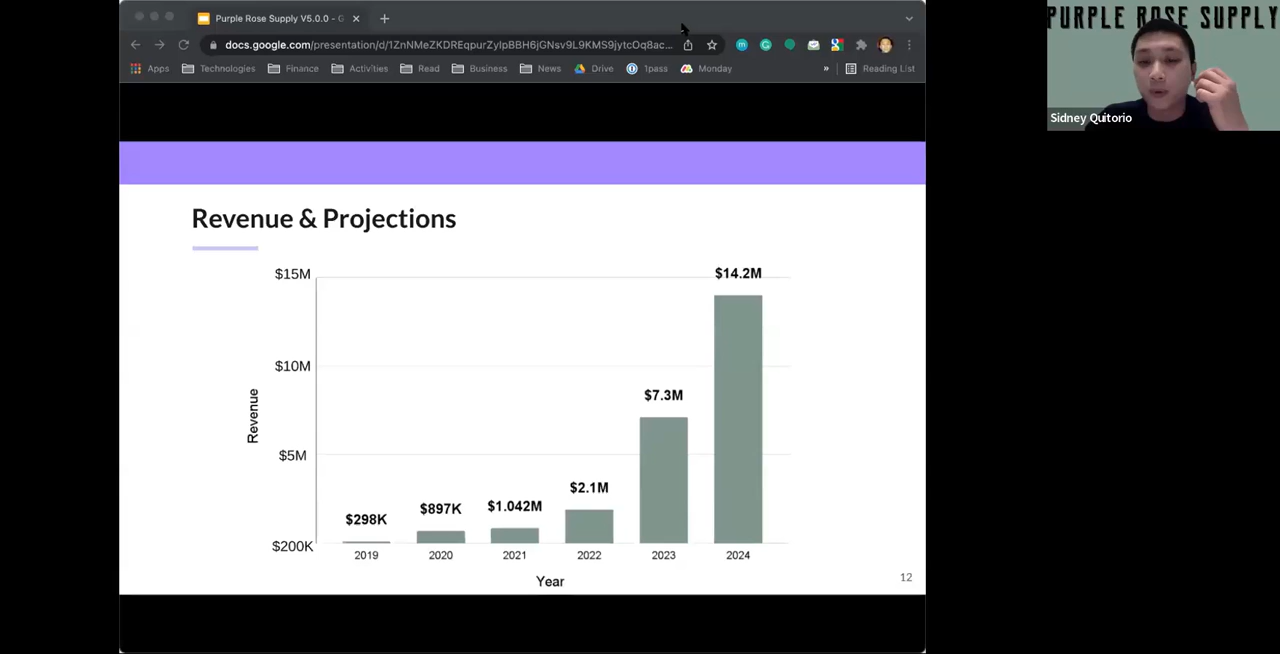 Purple Rose Supply V5.0.0 - G
docs.google.com/presentation/d/1ZnNMeZKDREqpurZylpBBH6jGNsv9L9KMS9jytcOq8ac...
Apps Technologies Finance Activities Read Business News Drive 1pass Monday » Reading List
PURPLE ROSE SUPPLY
Sidney Quitorio
Revenue & Projections
$15M
$10M
$5M
$200K
Revenue
$298K
$897K
$1.042M
$2.1M
$7.3M
$14.2M
2019 2020 2021 2022 2023 2024
Year
12